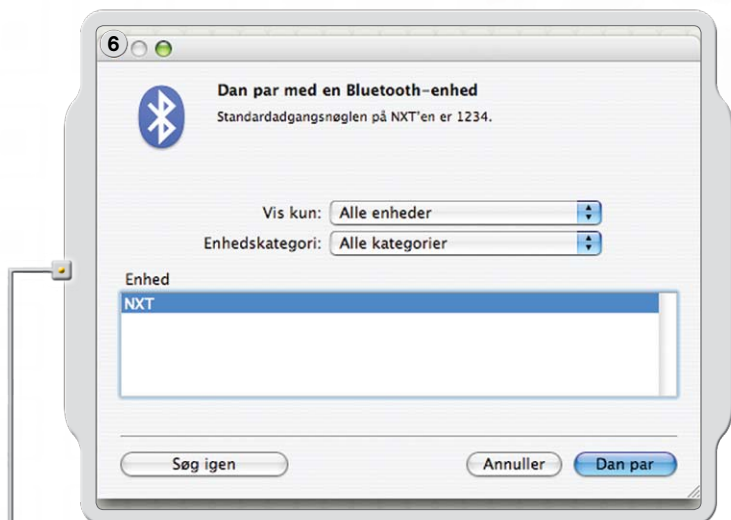 6
Dan par med en Bluetooth-enhed
Standardadgangsnøglen på NXT'en er 1234.
Vis kun: Alle enheder
Enhedskategori: Alle kategorier
Enhed
NXT
Søg igen Annuller Dan par